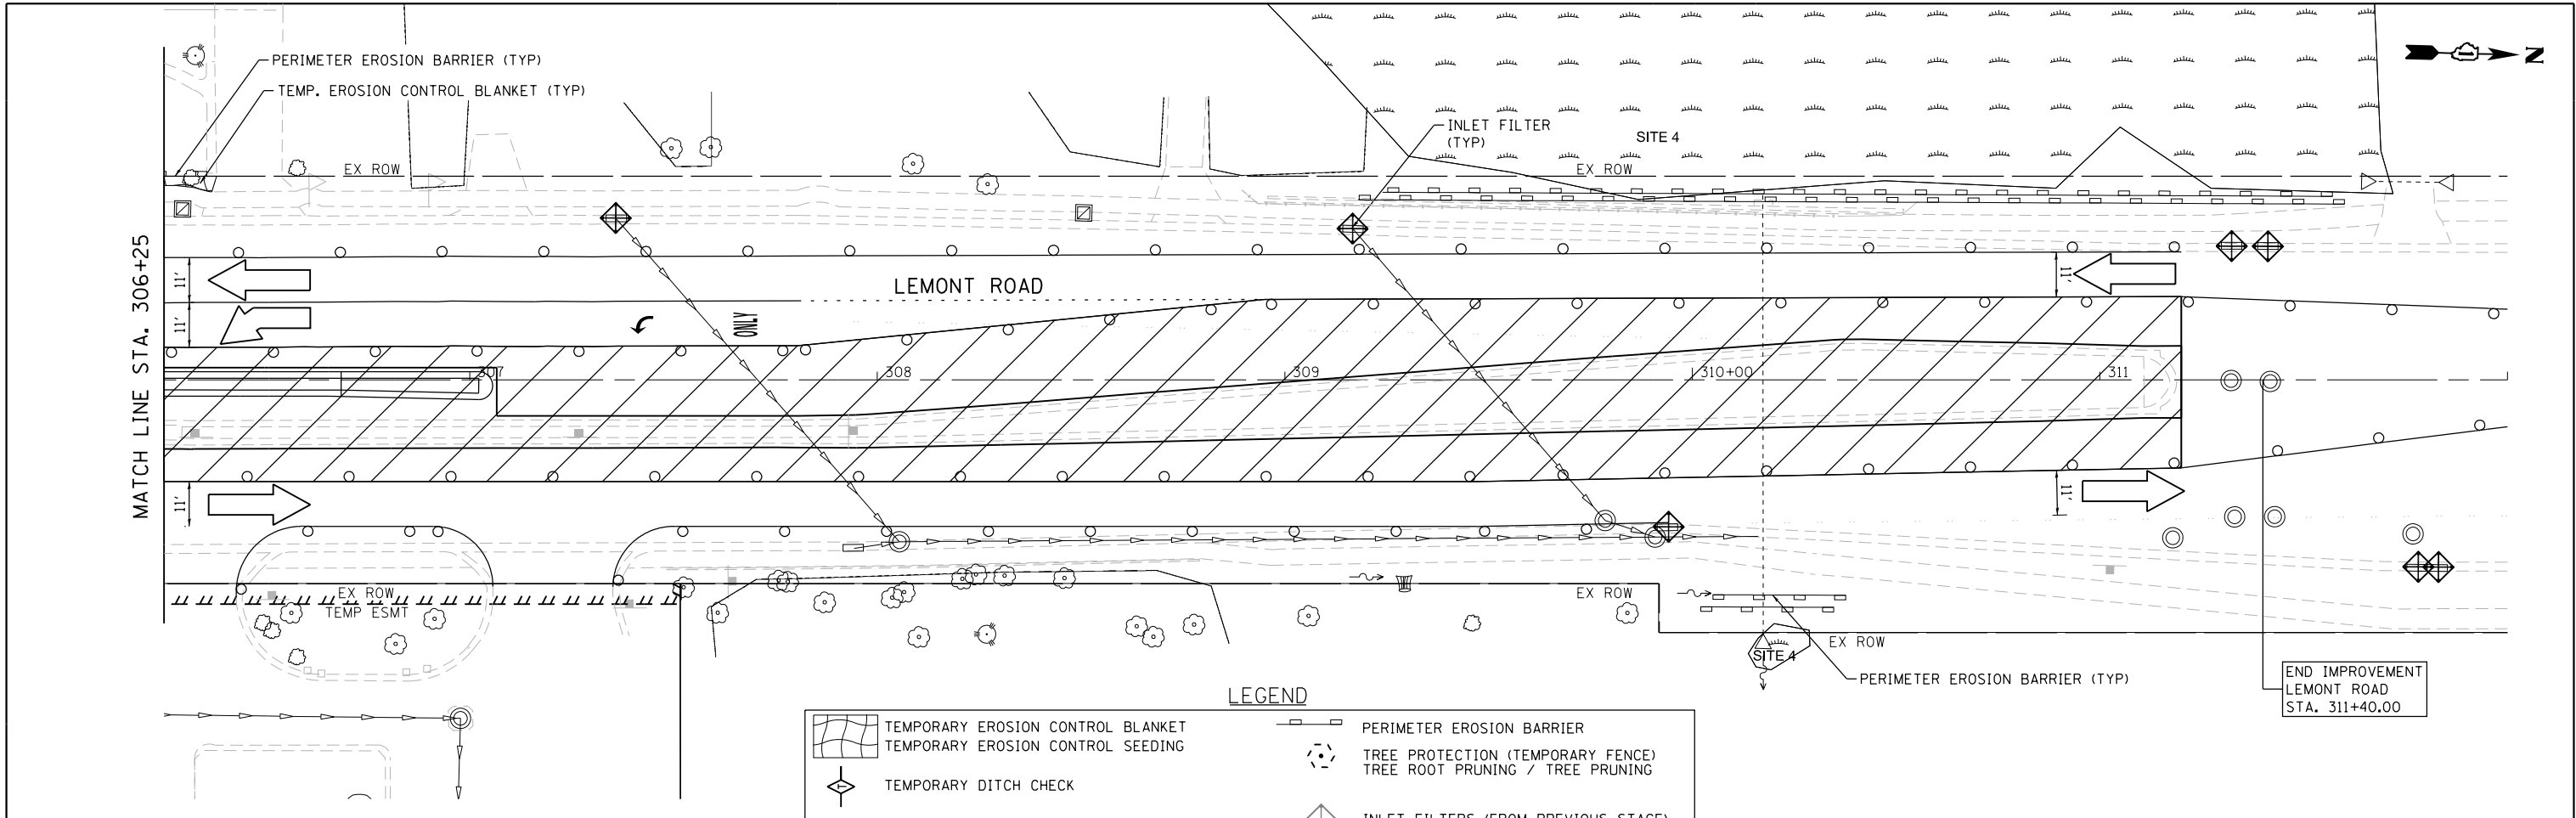 PERIMETER EROSION BARRIER (TYP)
TEMP. EROSION CONTROL BLANKET (TYP)
N
INLET FILTER
(TYP)
SITE 4
EX ROW
EX ROW
MATCH LINE STA. 306+25
11'
11'
11'
LEMONT ROAD
ONLY
11'
307
308
309
310+00
311
11'
EX ROW
TEMP ESMT
EX ROW
EX ROW
SITE 4
PERIMETER EROSION BARRIER (TYP)
END IMPROVEMENT
LEMONT ROAD
STA. 311+40.00
LEGEND
TEMPORARY EROSION CONTROL BLANKET
TEMPORARY EROSION CONTROL SEEDING
TEMPORARY DITCH CHECK
PERIMETER EROSION BARRIER
TREE PROTECTION (TEMPORARY FENCE)
TREE ROOT PRUNING / TREE PRUNING
INLET FILTERS (FROM PREVIOUS STAGE)